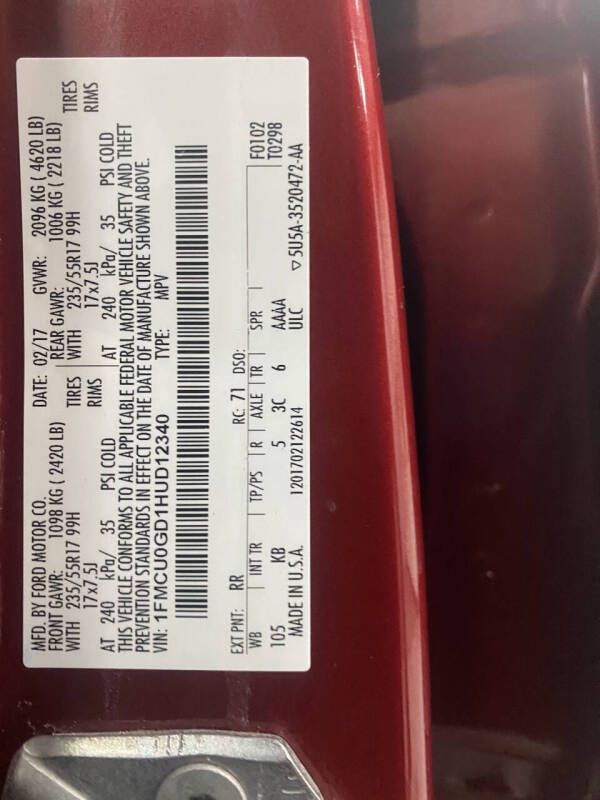 MFD. BY FORD MOTOR CO. DATE: 02/17 GVWR: 2096 KG ( 4620 LB)
FRONT GAWR: 1098 KG ( 2420 LB) REAR GAWR: 1006 KG ( 2218 LB)
WITH 235/55R17 99H TIRES WITH 235/55R17 99H TIRES
17x7.5J RIMS 17x7.5J RIMS
AT 240 kPa/ 35 PSI COLD AT 240 kPa/ 35 PSI COLD
THIS VEHICLE CONFORMS TO ALL APPLICABLE FEDERAL MOTOR VEHICLE SAFETY AND THEFT
PREVENTION STANDARDS IN EFFECT ON THE DATE OF MANUFACTURE SHOWN ABOVE.
VIN: 1FMCU0GD1HUD12340 TYPE: MPV
EXT PNT: RR RC: 71 DSO: F0102
WB INT TR TP/PS R AXLE TR SPR T0298
105 KB 5 3C 6 AAAA
MADE IN U.S.A. 1201702122614 ULC ▽5U5A-3520472-AA